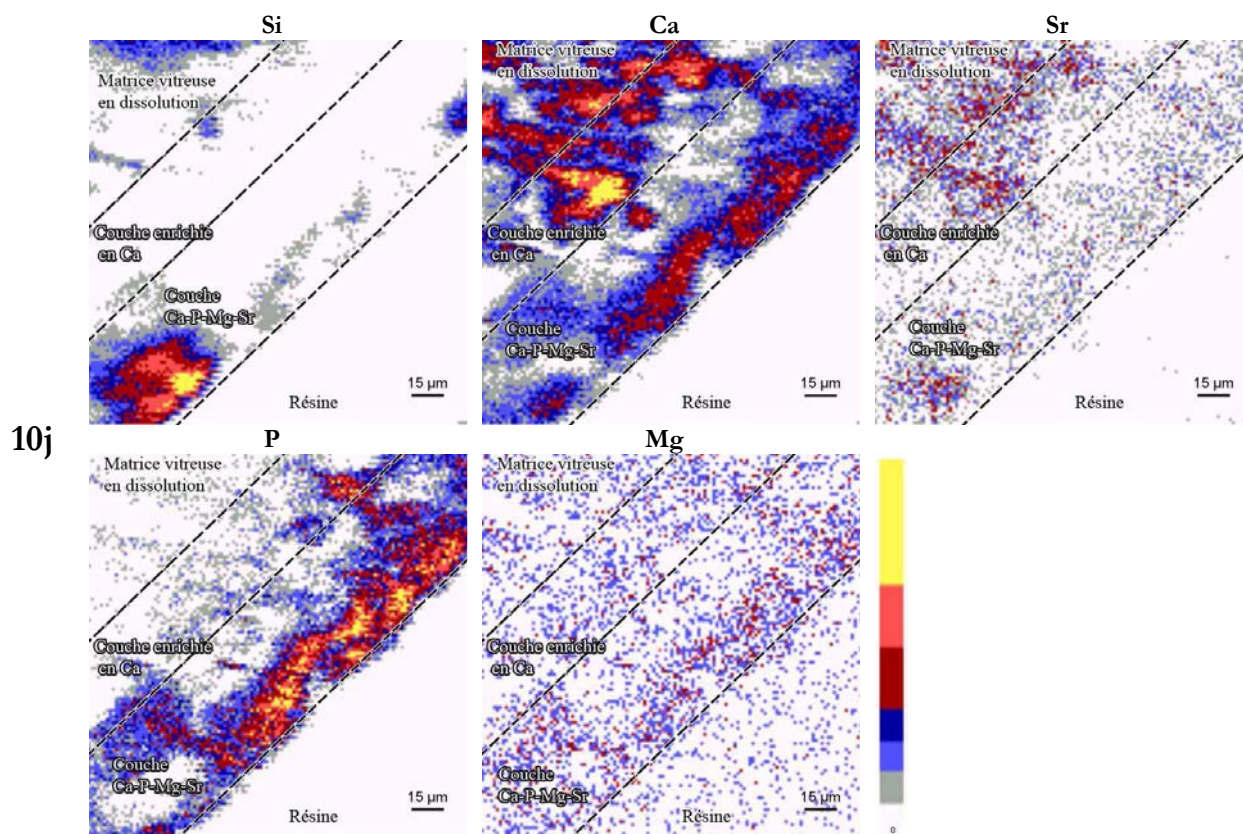 Si
Ca
Sr
Matrice vitreuse
en dissolution
Couche enrichie
en Ca
Couche
Ca-P-Mg-Sr
15 µm
Résine
Matrice vitreuse
en dissolution
Couche enrichie
en Ca
Couche
Ca-P-Mg-Sr
15 µm
Résine
Matrice vitreuse
en dissolution
Couche enrichie
en Ca
Couche
Ca-P-Mg-Sr
15 µm
Résine
10j
P
Mg
Matrice vitreuse
en dissolution
Couche enrichie
en Ca
Couche
Ca-P-Mg-Sr
15 µm
Résine
Matrice vitreuse
en dissolution
Couche enrichie
en Ca
Couche
Ca-P-Mg-Sr
15 µm
Résine
0